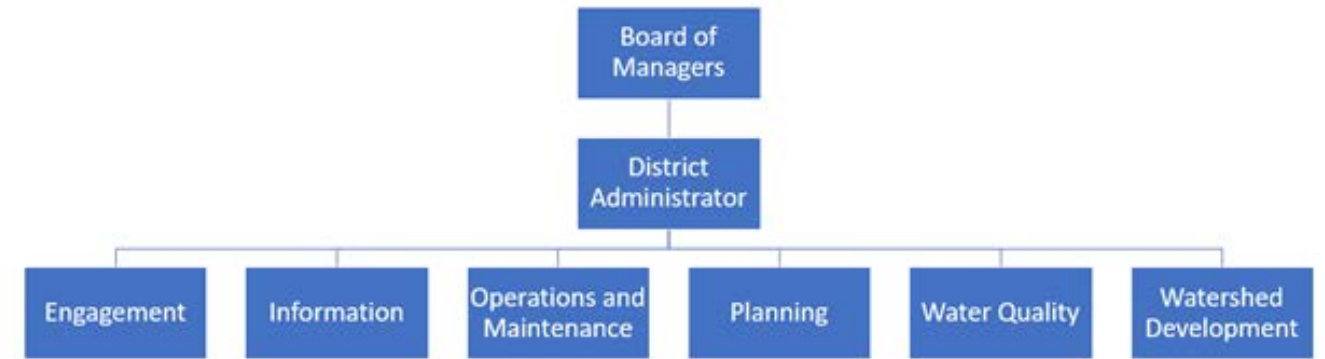 Board of
Managers
District
Administrator
Engagement
Information
Operations and
Maintenance
Planning
Water Quality
Watershed
Development